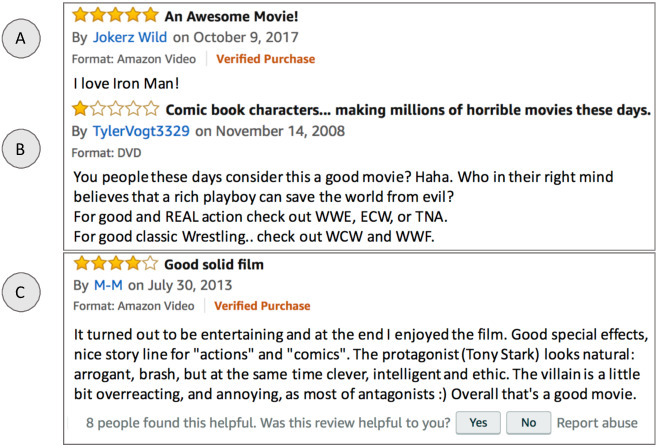 A
An Awesome Movie!
By Jokerz Wild on October 9, 2017
Format: Amazon Video Verified Purchase
I love Iron Man!
Comic book characters... making millions of horrible movies these days.
B
By TylerVogt3329 on November 14, 2008
Format: DVD
You people these days consider this a good movie? Haha. Who in their right mind
believes that a rich playboy can save the world from evil?
For good and REAL action check out WWE, ECW, or TNA.
For good classic Wrestling.. check out WCW and WWF.
Good solid film
C
By M-M on July 30, 2013
Format: Amazon Video Verified Purchase
It turned out to be entertaining and at the end I enjoyed the film. Good special effects,
nice story line for "actions" and "comics". The protagonist (Tony Stark) looks natural:
arrogant, brash, but at the same time clever, intelligent and ethic. The villain is a little
bit overreacting, and annoying, as most of antagonists :) Overall that's a good movie.
8 people found this helpful. Was this review helpful to you? Yes No Report abuse